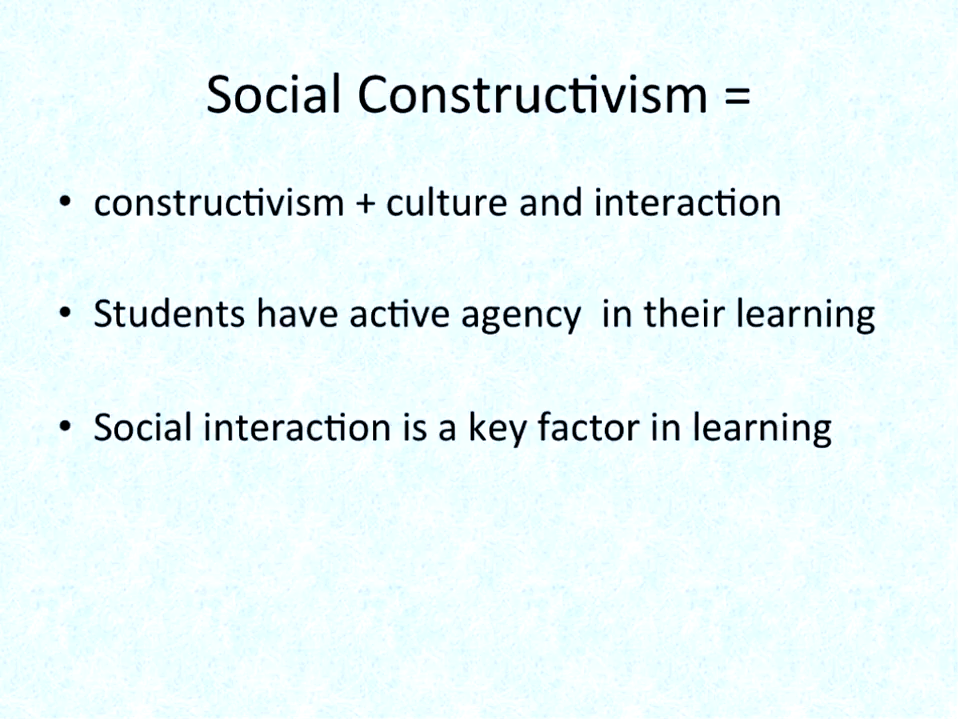 Social Constructivism =
• constructivism + culture and interaction
• Students have active agency  in their learning
• Social interaction is a key factor in learning